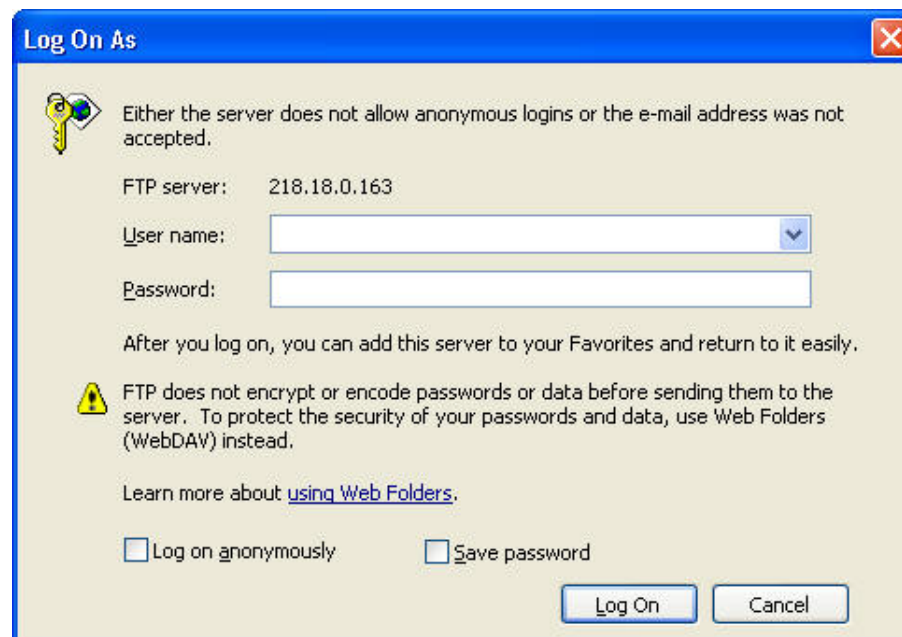 Log On As
Either the server does not allow anonymous logins or the e-mail address was not
accepted.
FTP server: 218.18.0.163
User name:
Password:
After you log on, you can add this server to your Favorites and return to it easily.
FTP does not encrypt or encode passwords or data before sending them to the
server. To protect the security of your passwords and data, use Web Folders
(WebDAV) instead.
Learn more about using Web Folders.
Log on anonymously Save password
Log On Cancel